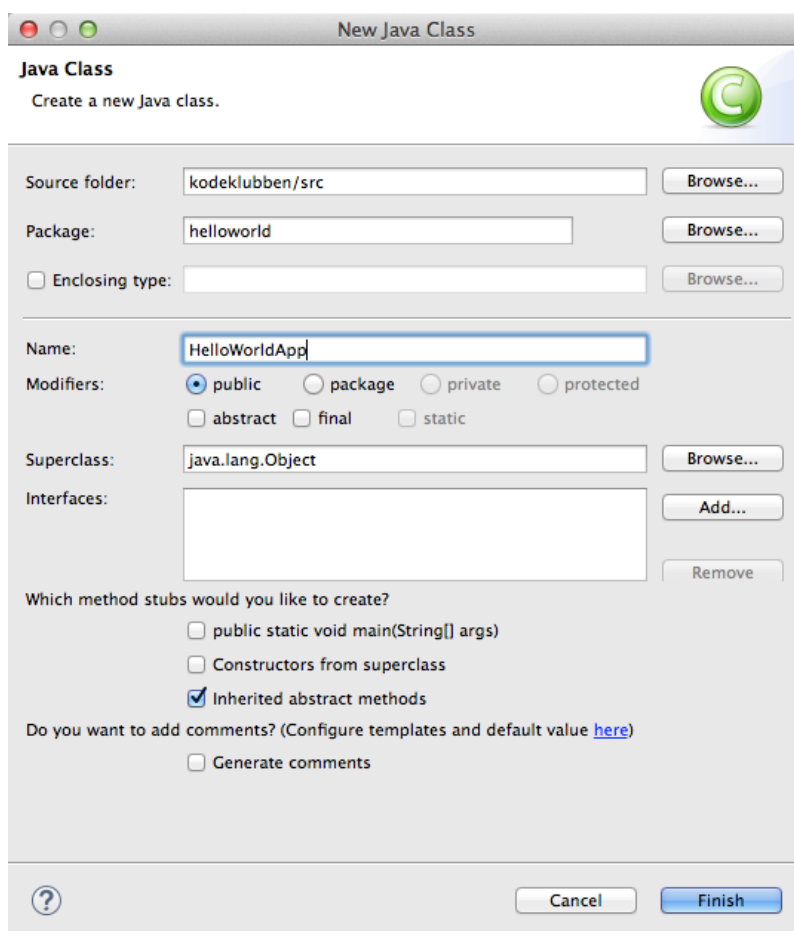 New Java Class
Java Class
Create a new Java class.
C
Source folder: kodeklubben/src Browse...
Package: helloworld Browse...
Enclosing type: Browse...
Name: HelloWorldApp
Modifiers: public package private protected
abstract final static
Superclass: java.lang.Object Browse...
Interfaces: Add...
Remove
Which method stubs would you like to create?
public static void main(String[] args)
Constructors from superclass
Inherited abstract methods
Do you want to add comments? (Configure templates and default value here)
Generate comments
? Cancel Finish